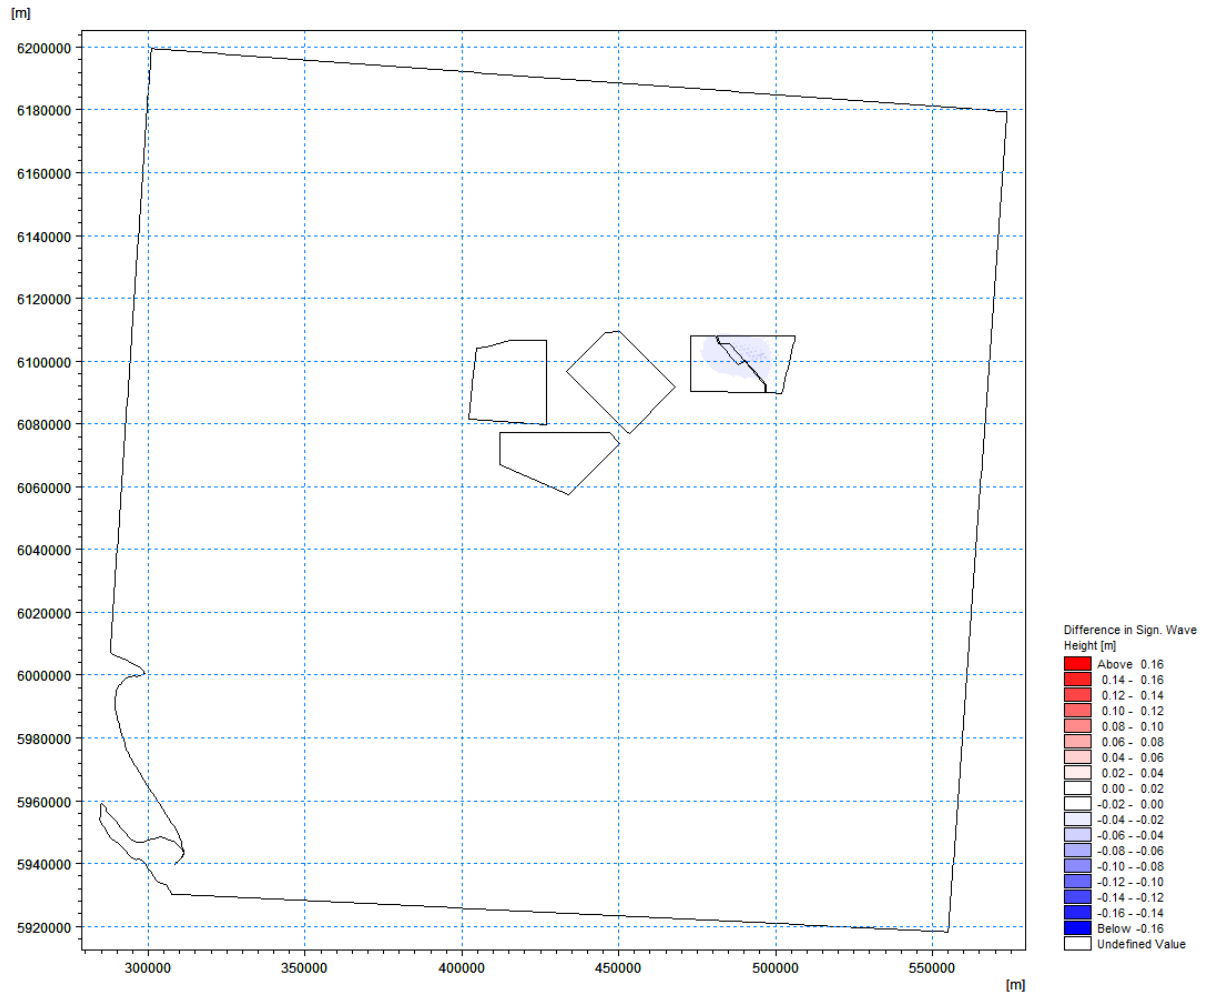 [m]
6200000
6180000
6160000
6140000
6120000
6100000
6080000
6060000
6040000
6020000
6000000
5980000
5960000
5940000
5920000
300000 350000 400000 450000 500000 550000
[m]
Difference in Sign. Wave
Height [m]
Above 0.16
0.14 - 0.16
0.12 - 0.14
0.10 - 0.12
0.08 - 0.10
0.06 - 0.08
0.04 - 0.06
0.02 - 0.04
0.00 - 0.02
-0.02 - 0.00
-0.04 - -0.02
-0.06 - -0.04
-0.08 - -0.06
-0.10 - -0.08
-0.12 - -0.10
-0.14 - -0.12
-0.16 - -0.14
Below -0.16
Undefined Value